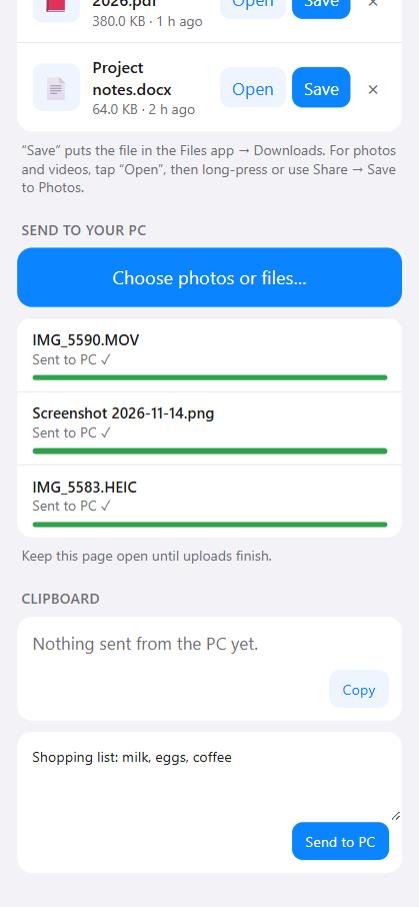 2026.pdf
Open
Save
×
380.0 KB · 1 h ago
Project
notes.docx
64.0 KB · 2 h ago
Open
Save
×
“Save” puts the file in the Files app → Downloads. For photos
and videos, tap “Open”, then long-press or use Share → Save
to Photos.
SEND TO YOUR PC
Choose photos or files...
IMG_5590.MOV
Sent to PC ✓
Screenshot 2026-11-14.png
Sent to PC ✓
IMG_5583.HEIC
Sent to PC ✓
Keep this page open until uploads finish.
CLIPBOARD
Nothing sent from the PC yet.
Copy
Shopping list: milk, eggs, coffee
Send to PC